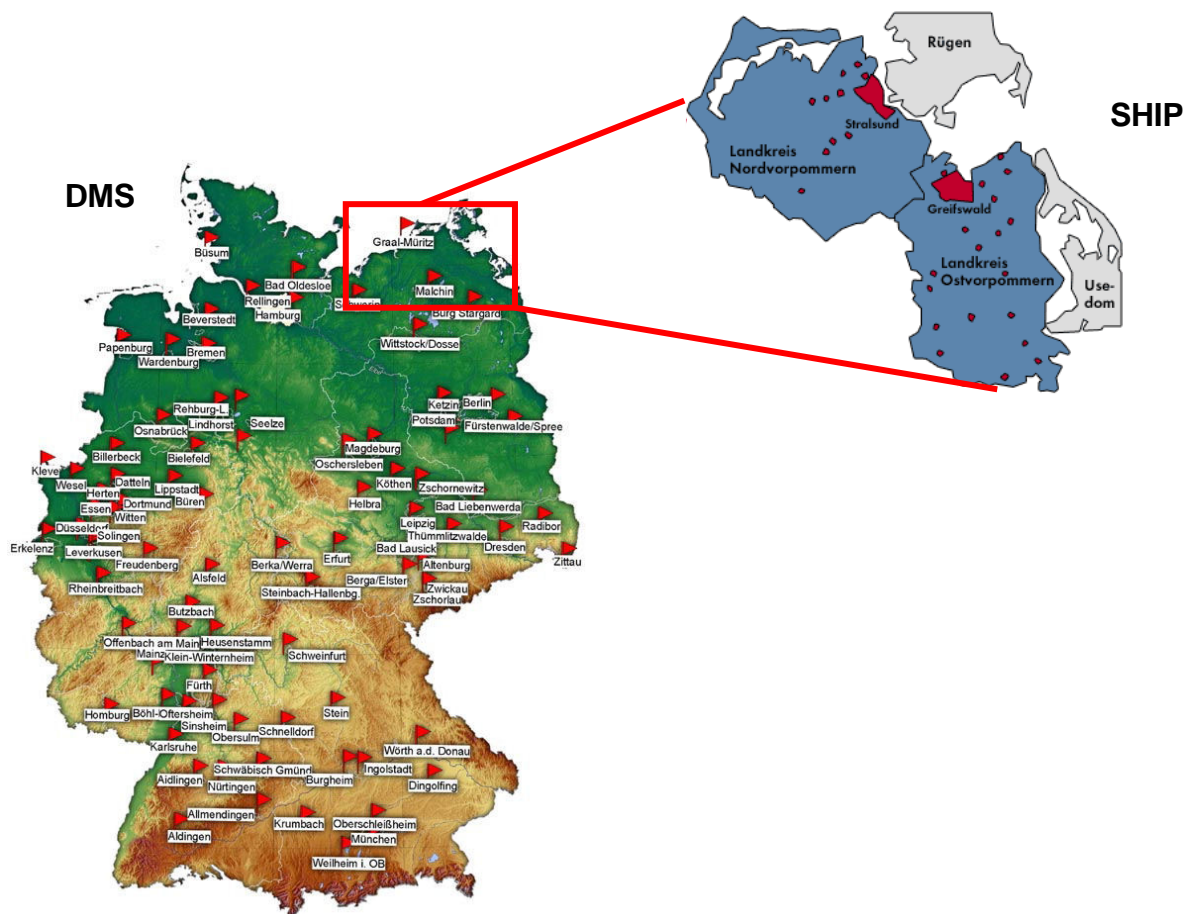 Rügen
SHIP
Stralsund
Landkreis
Nordvorpommern
Greifswald
Landkreis
Ostvorpommern
Use-
dom
DMS
Graal-Müritz
Büsum
Bad Oldesloe
Malchin
Rellingen
Schwerin
Hamburg
Burg Stargard
Beverstedt
Papenburg
Wittstock/Dosse
Wardenburg
Bremen
Rehburg-L.
Ketzin
Berlin
Osnabrück
Lindhorst
Seelze
Potsdam
Fürstenwalde/Spree
Billerbeck
Bielefeld
Magdeburg
Oschersleben
Kleve
Wesel
Datteln
Lippstadt
Köthen
Zschornewitz
Herten
Dortmund
Büren
Helbra
Bad Liebenwerda
Essen
Witten
Leipzig
Radibor
Düsseldorf
Solingen
Thümmlitzwalde
Dresden
Erkelenz
Leverkusen
Bad Lausick
Zittau
Freudenberg
Alsfeld
Berka/Werra
Erfurt
Altenburg
Rheinbreitbach
Steinbach-Hallenbg.
Berga/Elster
Zwickau
Zschorlau
Butzbach
Offenbach am Main
Heusenstamm
Mainz
Klein-Winternheim
Schweinfurt
Fürth
Homburg
Böhl-I
Oftersheim
Stein
Sinsheim
Schnelldorf
Obersulm
Karlsruhe
Wörth a.d. Donau
Aidlingen
Schwäbisch Gmünd
Ingolstadt
Nürtingen
Burgheim
Dingolfing
Allmendingen
Krumbach
Oberschleißheim
Aldingen
München
Weilheim i. OB